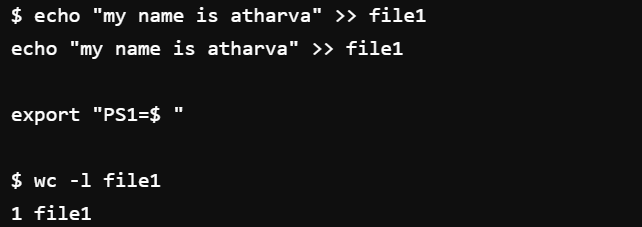 $ echo "my name is atharva" >> file1
echo "my name is atharva" >> file1
export "PS1=$ "
$ wc -l file1
1 file1